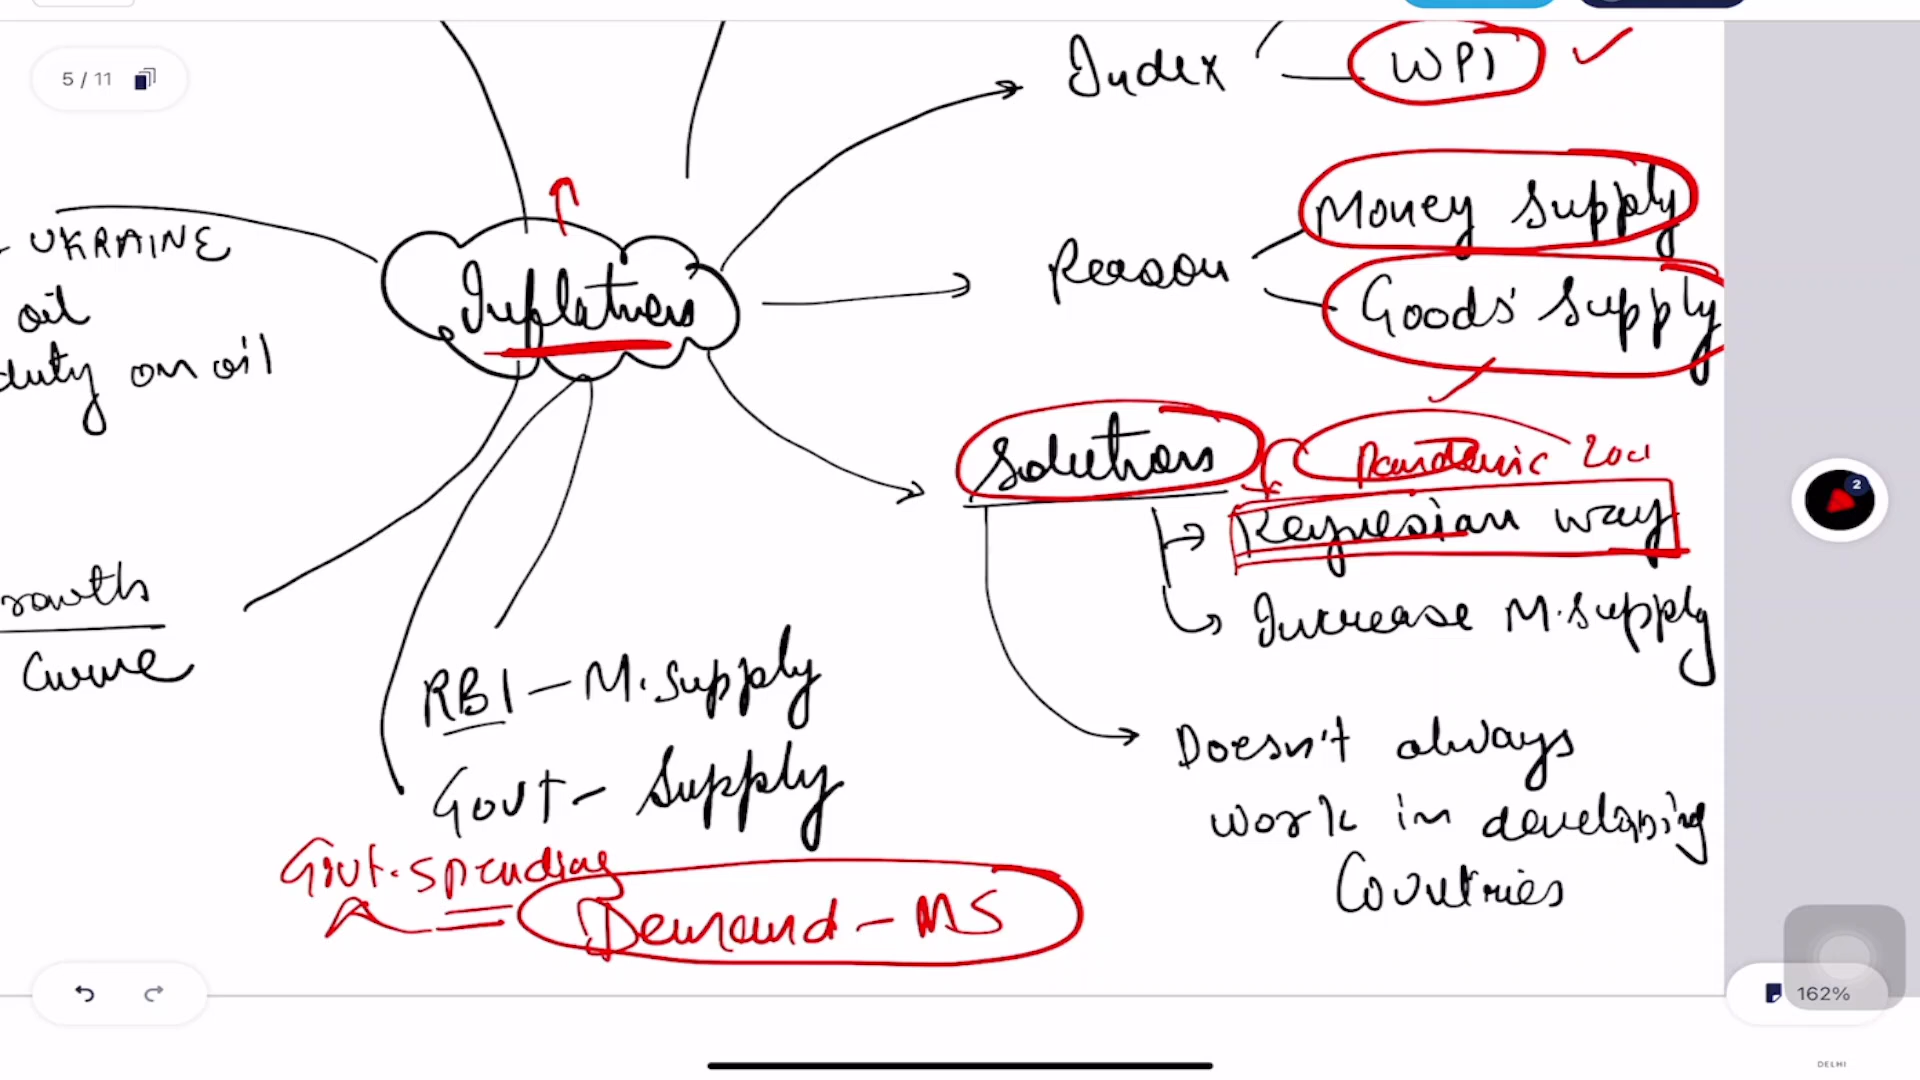 5 / 11
Index
WPI
UKRAINE
oil
duty on oil
Inflation
Reason
Money Supply
Goods' Supply
Solutions
Pandemic
Keynesian way
Increase M.Supply
Doesn't always
work in developing
Countries
rowth
Curve
RBI - M.Supply
Govt - Supply
Govt. spending
Demand - MS
2
162%
DELHI